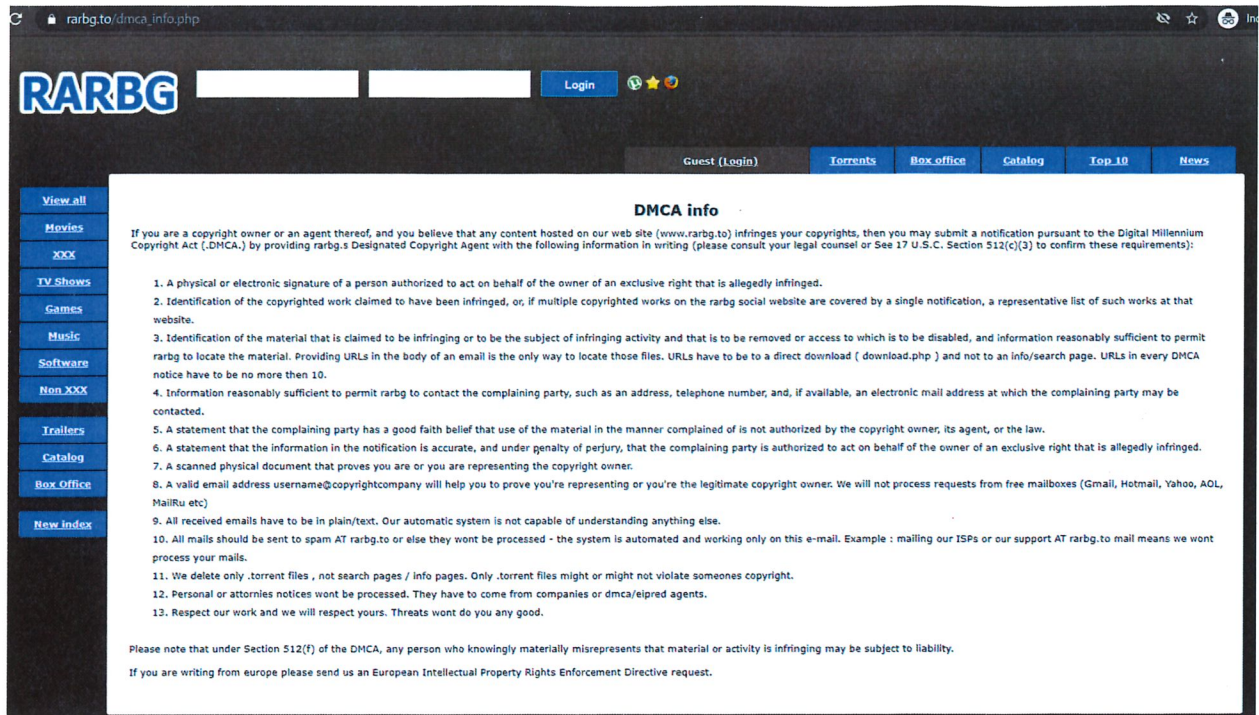 rarbg.to/dmca_info.php
Inc
RARBG
Login
Guest (Login)
Torrents
Box office
Catalog
Top 10
News
View all
Movies
XXX
TV Shows
Games
Music
Software
Non XXX
Trailers
Catalog
Box Office
New index
DMCA info
If you are a copyright owner or an agent thereof, and you believe that any content hosted on our web site (www.rarbg.to) infringes your copyrights, then you may submit a notification pursuant to the Digital Millennium
Copyright Act (.DMCA.) by providing rarbg.s Designated Copyright Agent with the following information in writing (please consult your legal counsel or See 17 U.S.C. Section 512(c)(3) to confirm these requirements):
1. A physical or electronic signature of a person authorized to act on behalf of the owner of an exclusive right that is allegedly infringed.
2. Identification of the copyrighted work claimed to have been infringed, or, if multiple copyrighted works on the rarbg social website are covered by a single notification, a representative list of such works at that
website.
3. Identification of the material that is claimed to be infringing or to be the subject of infringing activity and that is to be removed or access to which is to be disabled, and information reasonably sufficient to permit
rarbg to locate the material. Providing URLs in the body of an email is the only way to locate those files. URLs have to be to a direct download ( download.php ) and not to an info/search page. URLs in every DMCA
notice have to be no more then 10.
4. Information reasonably sufficient to permit rarbg to contact the complaining party, such as an address, telephone number, and, if available, an electronic mail address at which the complaining party may be
contacted.
5. A statement that the complaining party has a good faith belief that use of the material in the manner complained of is not authorized by the copyright owner, its agent, or the law.
6. A statement that the information in the notification is accurate, and under penalty of perjury, that the complaining party is authorized to act on behalf of the owner of an exclusive right that is allegedly infringed.
7. A scanned physical document that proves you are or you are representing the copyright owner.
8. A valid email address username@copyrightcompany will help you to prove you're representing or you're the legitimate copyright owner. We will not process requests from free mailboxes (Gmail, Hotmail, Yahoo, AOL,
MailRu etc)
9. All received emails have to be in plain/text. Our automatic system is not capable of understanding anything else.
10. All mails should be sent to spam AT rarbg.to or else they wont be processed - the system is automated and working only on this e-mail. Example : mailing our ISPs or our support AT rarbg.to mail means we wont
process your mails.
11. We delete only .torrent files , not search pages / info pages. Only .torrent files might or might not violate someones copyright.
12. Personal or attornies notices wont be processed. They have to come from companies or dmca/eipred agents.
13. Respect our work and we will respect yours. Threats wont do you any good.
Please note that under Section 512(f) of the DMCA, any person who knowingly materially misrepresents that material or activity is infringing may be subject to liability.
If you are writing from europe please send us an European Intellectual Property Rights Enforcement Directive request.